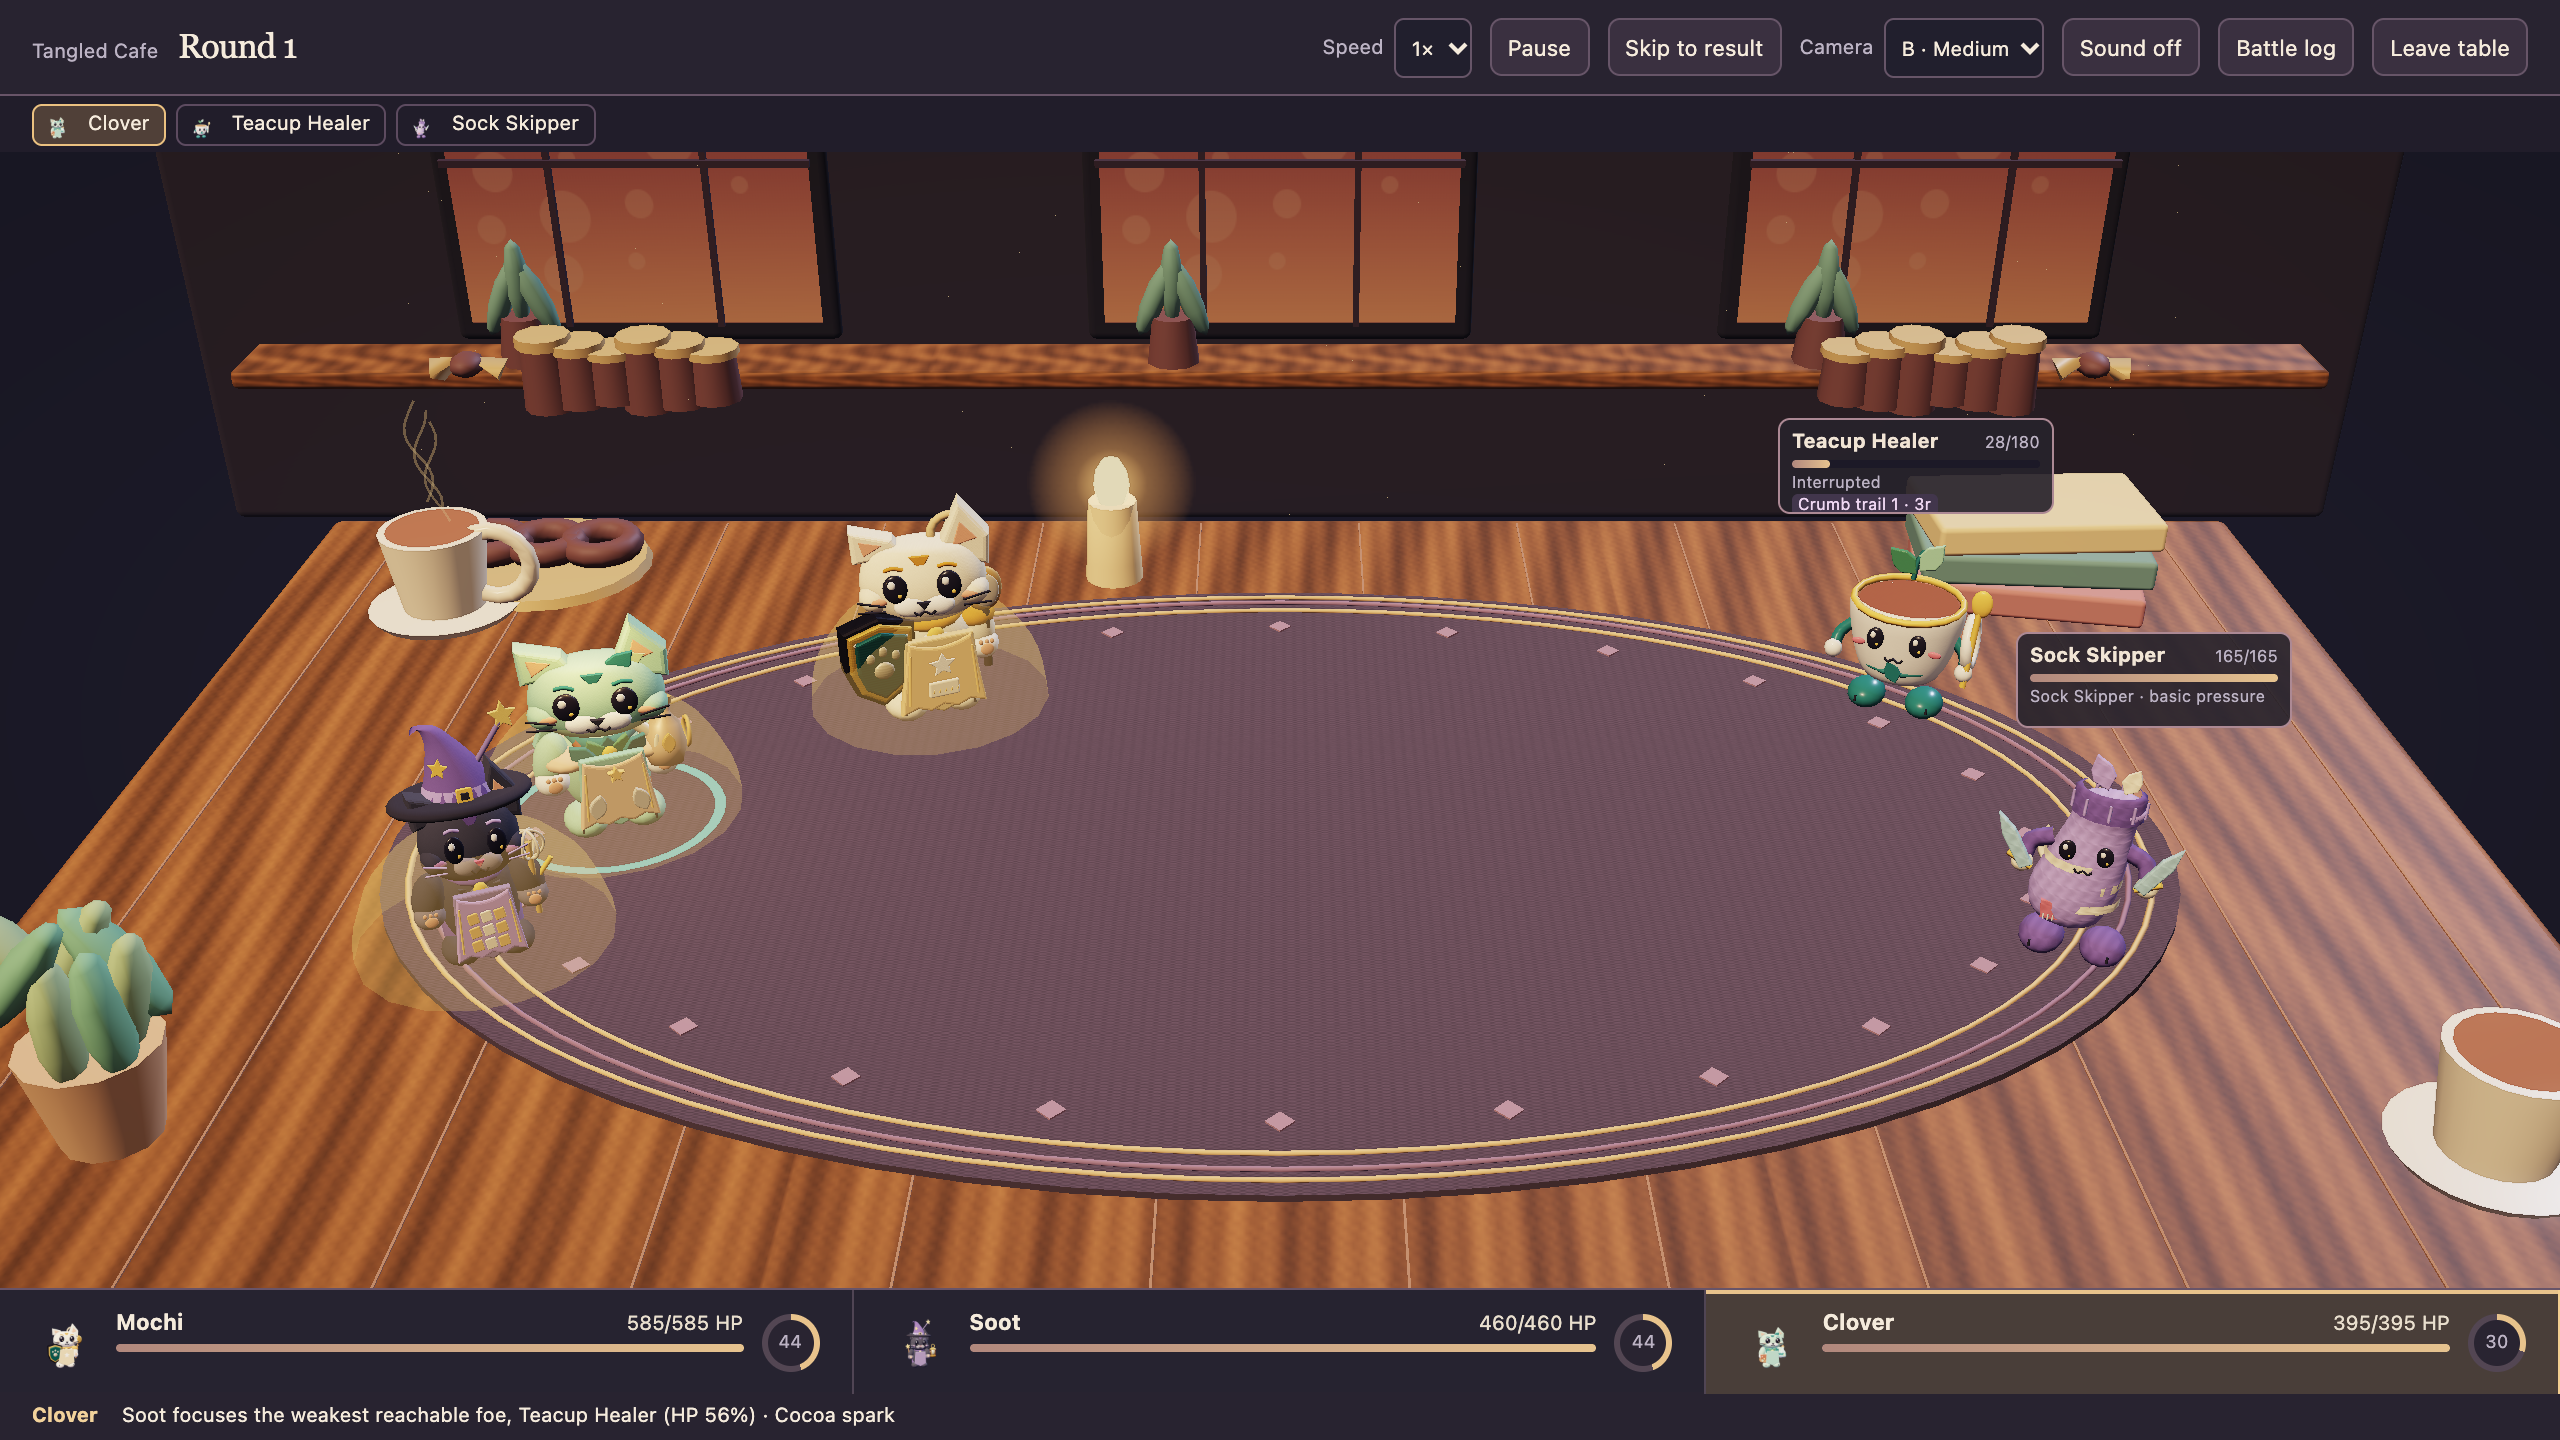 Tangled Cafe Round 1
Speed 1× Pause Skip to result Camera B · Medium Sound off Battle log Leave table
Clover Teacup Healer Sock Skipper
Teacup Healer 28/180
Interrupted
Crumb trail 1 · 3r
Sock Skipper 165/165
Sock Skipper · basic pressure
Mochi 585/585 HP 44
Soot 460/460 HP 44
Clover 395/395 HP 30
Clover Soot focuses the weakest reachable foe, Teacup Healer (HP 56%) · Cocoa spark